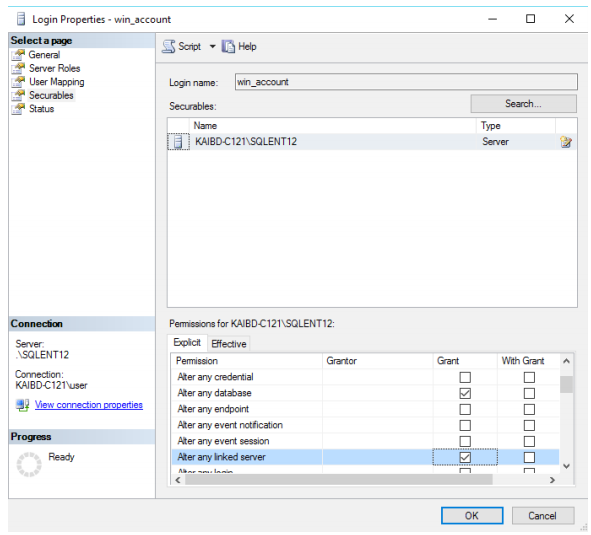 Login Properties - win_account
Select a page
General
Server Roles
User Mapping
Securables
Status
Script Help
Login name: win_account
Securables: Search...
Name Type
KAIBD-C121\SQLENT12 Server
Connection
Server:
.\SQLENT12
Connection:
KAIBD-C121\user
View connection properties
Progress
Ready
Permissions for KAIBD-C121\SQLENT12:
Explicit Effective
Permission Grantor Grant With Grant
Alter any credential
Alter any database
Alter any endpoint
Alter any event notification
Alter any event session
Alter any linked server
Alter any login
OK Cancel